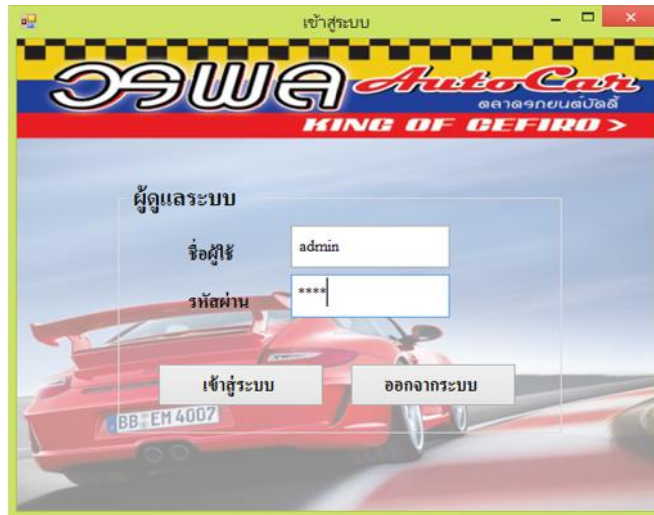 เข้าสู่ระบบ
วรพล AutoCar
ตลาดรถยนต์บัดดี้
KING OF CEFIRO >
ผู้ดูแลระบบ
ชื่อผู้ใช้ admin
รหัสผ่าน ****
เข้าสู่ระบบ ออกจากระบบ
BB EM 4007